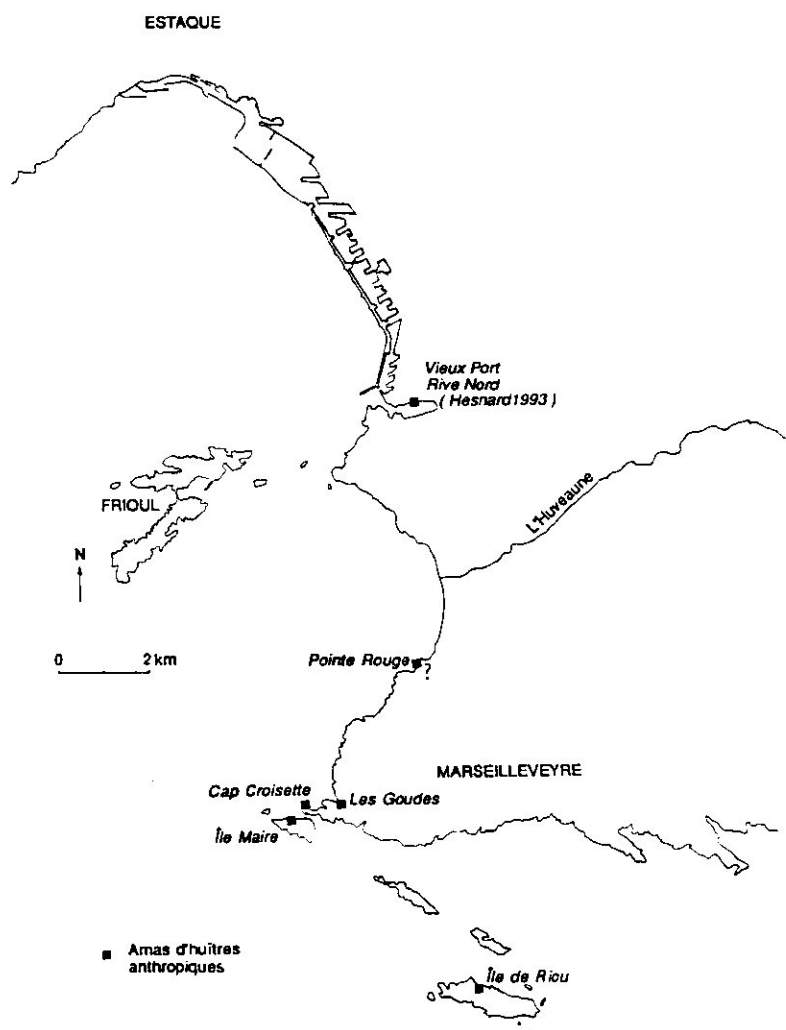 ESTAQUE
Vieux Port
Rive Nord
( Hesnard1993 )
L'Huveaune
FRIOUL
N
0 2 km
Pointe Rouge
?
MARSEILLEVEYRE
Cap Croisette
Les Goudes
Île Maire
Amas d'huîtres
anthropiques
Île de Riou